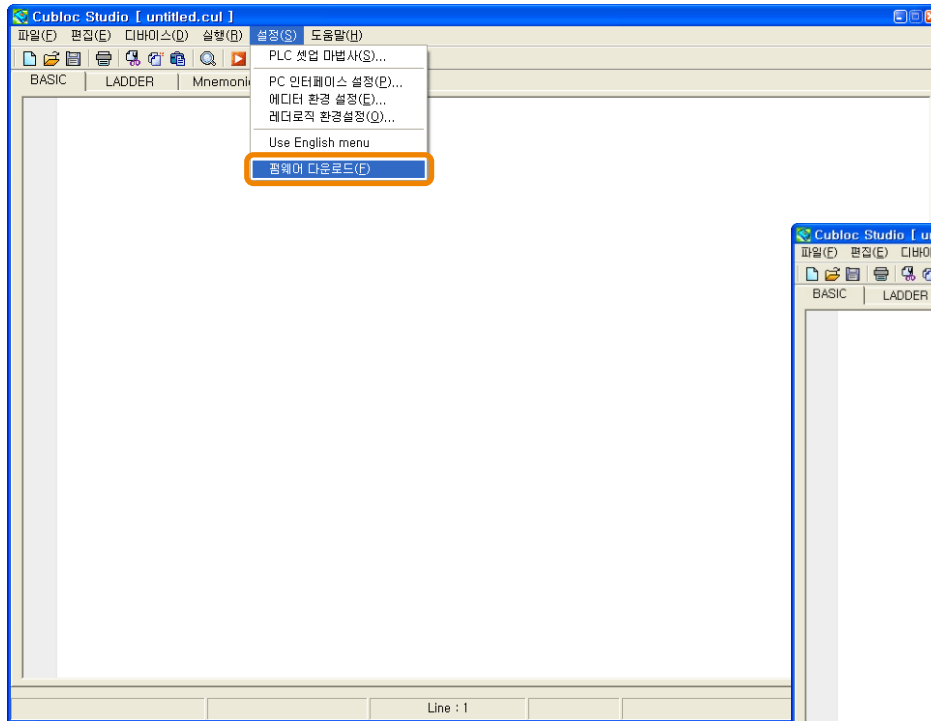 Cubloc Studio [ untitled.cul ]
파일(F) 편집(E) 디바이스(D) 실행(R) 설정(S) 도움말(H)
PLC 셋업 마법사(S)...
BASIC LADDER Mnemoni
PC 인터페이스 설정(P)...
에디터 환경 설정(E)...
레더로직 환경설정(O)...
Use English menu
펌웨어 다운로드(F)
Cubloc Studio [ un
파일(F) 편집(E) 디바이
BASIC LADDER
Line : 1